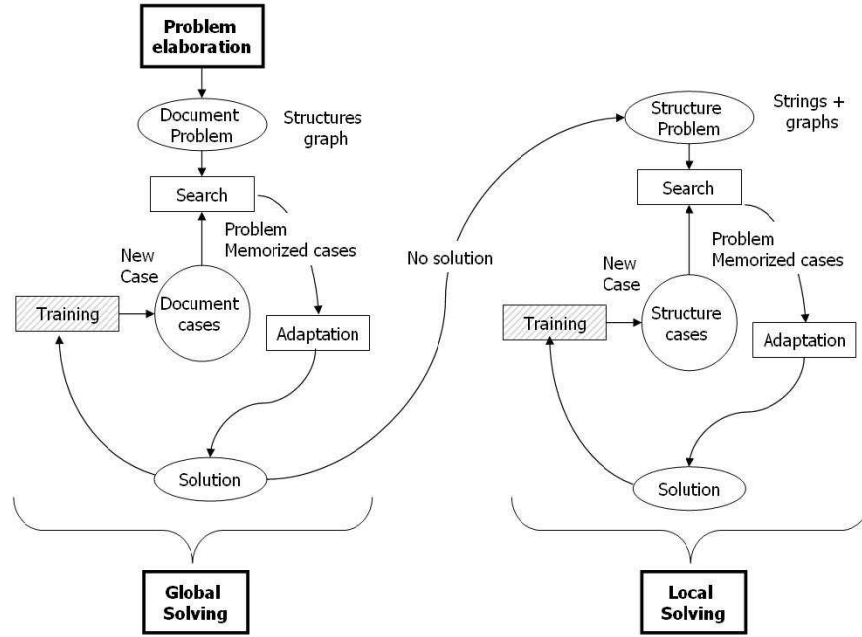 Problem
elaboration
Document
Problem
Structures
graph
Search
Problem
Memorized cases
New
Case
Training
Document
cases
Adaptation
Solution
Global
Solving
No solution
Structure
Problem
Strings +
graphs
Search
Problem
Memorized cases
New
Case
Training
Structure
cases
Adaptation
Solution
Local
Solving